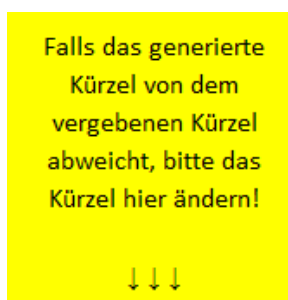 Falls das generierte
Kürzel von dem
vergebenen Kürzel
abweicht, bitte das
Kürzel hier ändern!
↓↓↓